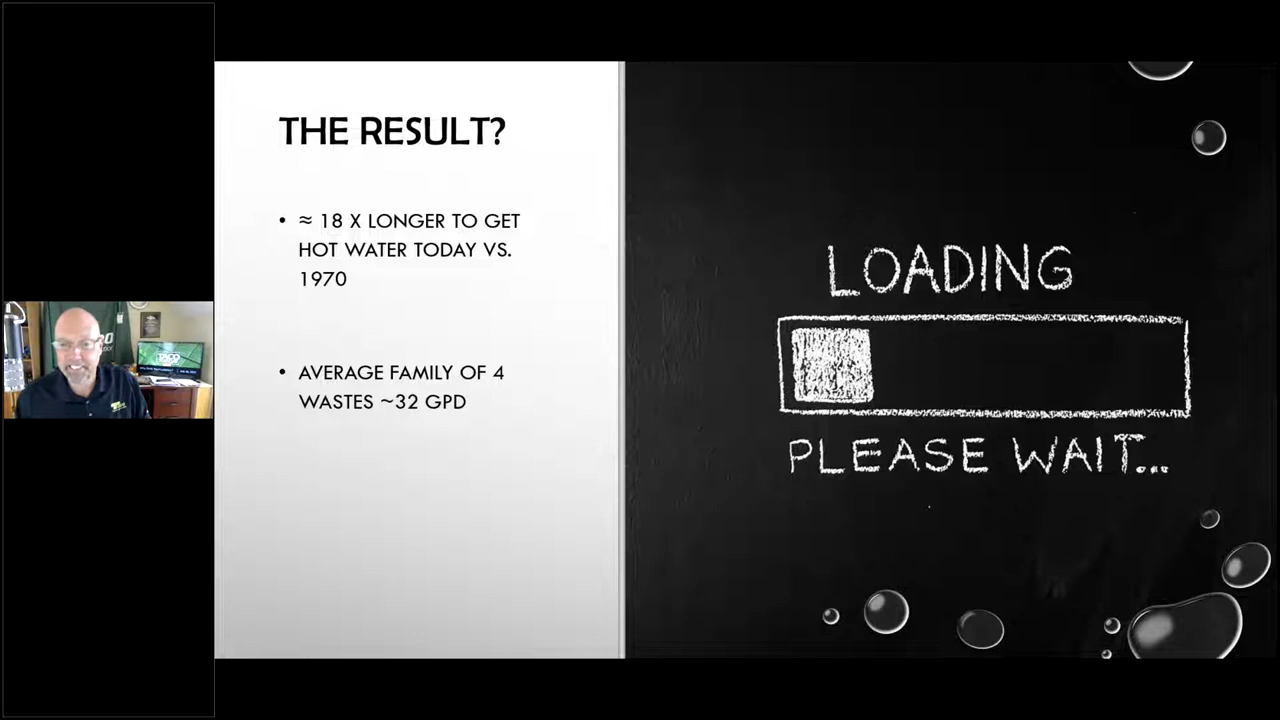 THE RESULT?
• ≈ 18 X LONGER TO GET
HOT WATER TODAY VS.
1970
• AVERAGE FAMILY OF 4
WASTES ~32 GPD
LOADING
PLEASE WAIT...
TACO